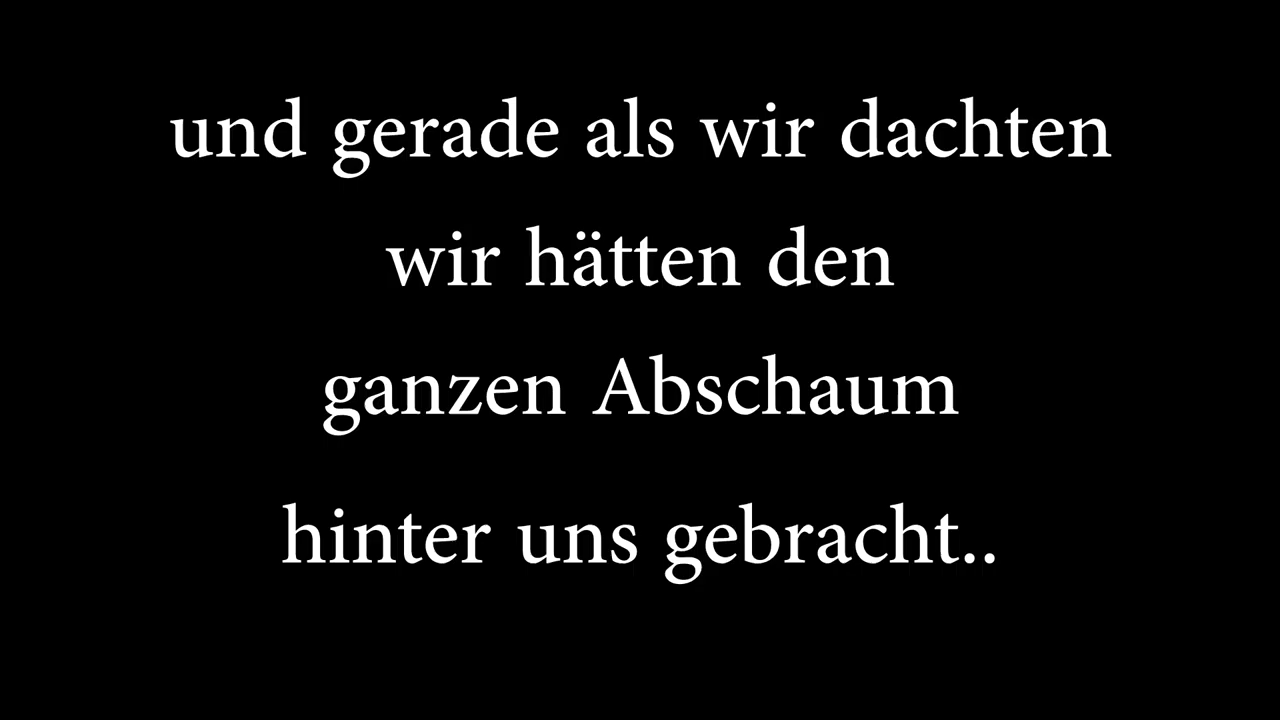 und gerade als wir dachten
wir hätten den
ganzen Abschaum
hinter uns gebracht..